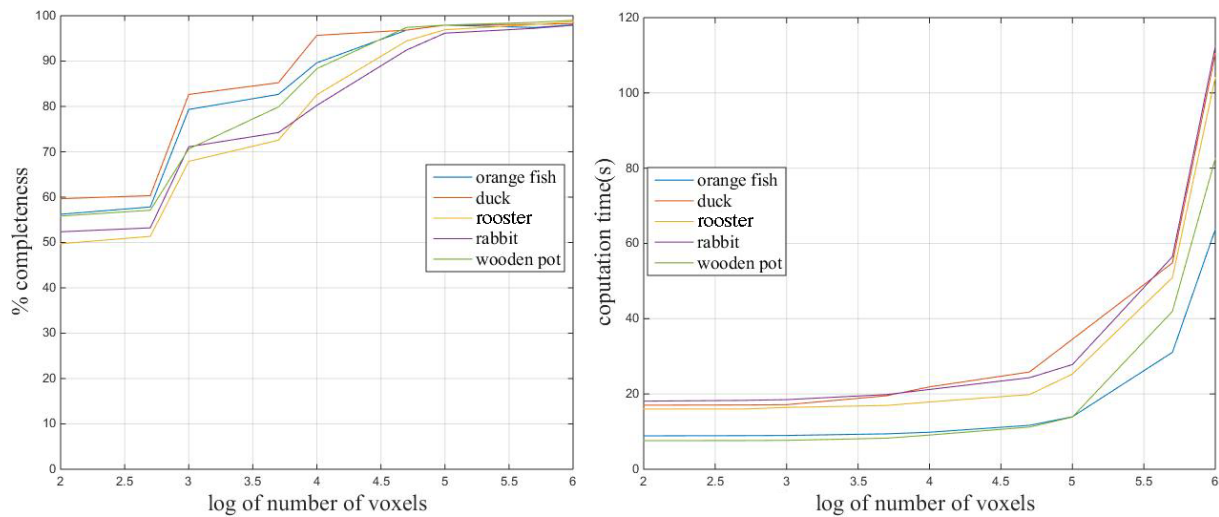 % completeness
100
90
80
70
60
50
40
30
20
10
0
2 2.5 3 3.5 4 4.5 5 5.5 6
log of number of voxels
orange fish
duck
rooster
rabbit
wooden pot
coputation time(s)
120
100
80
60
40
20
0
2 2.5 3 3.5 4 4.5 5 5.5 6
log of number of voxels
orange fish
duck
rooster
rabbit
wooden pot